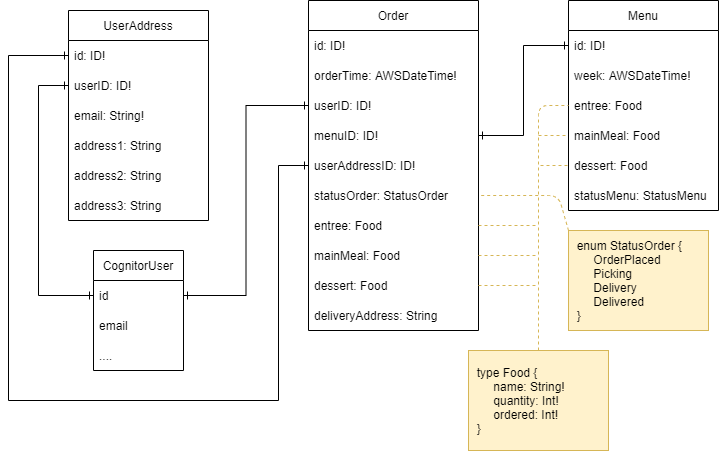 UserAddress
id: ID!
userID: ID!
email: String!
address1: String
address2: String
address3: String
CognitorUser
id
email
....
Order
id: ID!
orderTime: AWSDateTime!
userID: ID!
menuID: ID!
userAddressID: ID!
statusOrder: StatusOrder
entree: Food
mainMeal: Food
dessert: Food
deliveryAddress: String
Menu
id: ID!
week: AWSDateTime!
entree: Food
mainMeal: Food
dessert: Food
statusMenu: StatusMenu
enum StatusOrder {
OrderPlaced
Picking
Delivery
Delivered
}
type Food {
name: String!
quantity: Int!
ordered: Int!
}